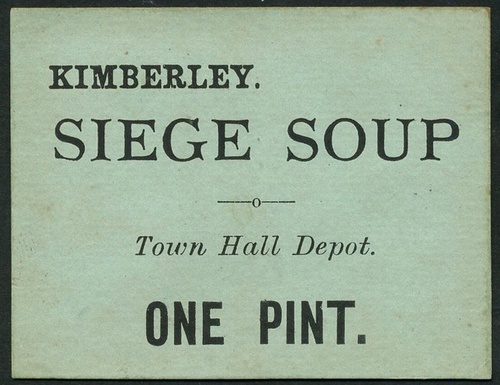 KIMBERLEY.
SIEGE SOUP
—o—
Town Hall Depot.
ONE PINT.